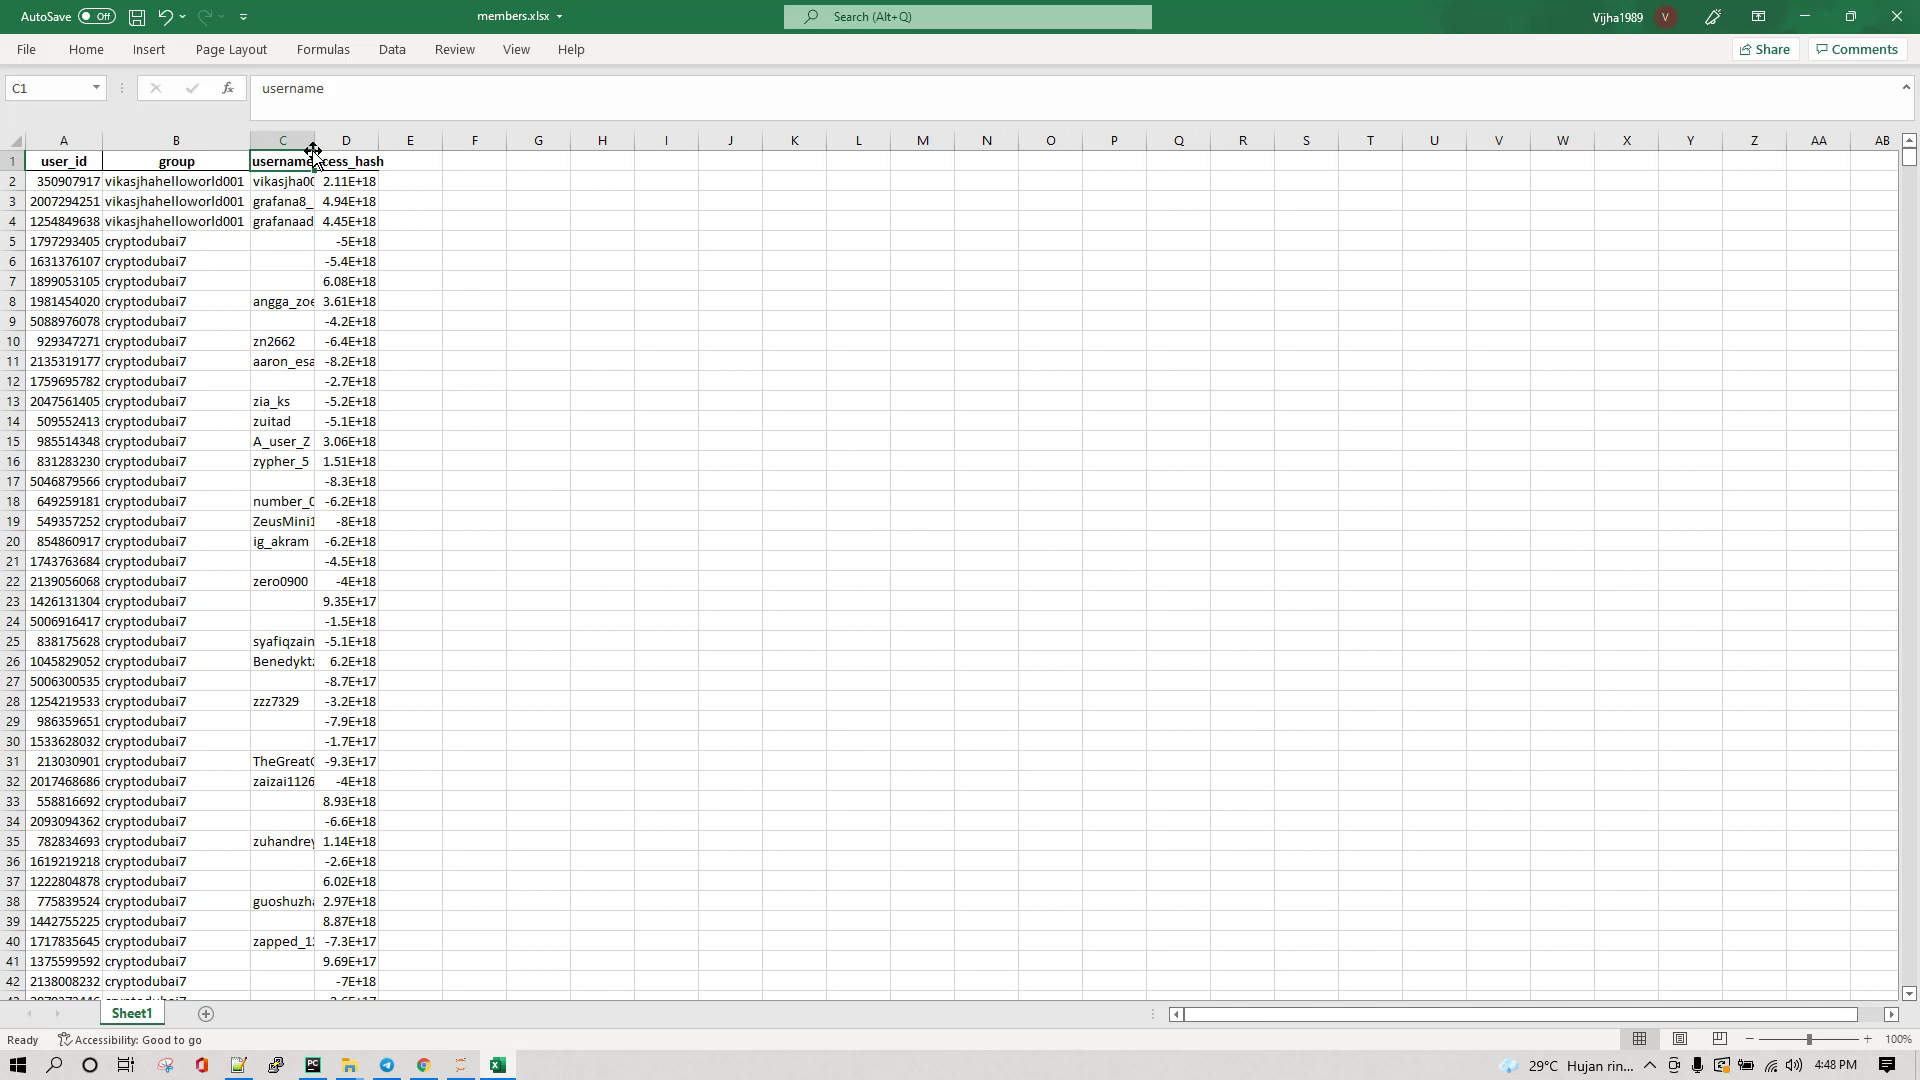 AutoSave Off members.xlsx Search (Alt+Q) Vijha1989 V
File Home Insert Page Layout Formulas Data Review View Help Share Comments
C1 fx username
A B C D E F G H I J K L M N O P Q R S T U V W X Y Z AA AB
1 user_id group username cess_hash
2 350907917 vikasjhahelloworld001 vikasjha00 2.11E+18
3 2007294251 vikasjhahelloworld001 grafana8_ 4.94E+18
4 1254849638 vikasjhahelloworld001 grafanaad 4.45E+18
5 1797293405 cryptodubai7 -5E+18
6 1631376107 cryptodubai7 -5.4E+18
7 1899053105 cryptodubai7 6.08E+18
8 1981454020 cryptodubai7 angga_zoe 3.61E+18
9 5088976078 cryptodubai7 -4.2E+18
10 929347271 cryptodubai7 zn2662 -6.4E+18
11 2135319177 cryptodubai7 aaron_esa -8.2E+18
12 1759695782 cryptodubai7 -2.7E+18
13 2047561405 cryptodubai7 zia_ks -5.2E+18
14 509552413 cryptodubai7 zuitad -5.1E+18
15 985514348 cryptodubai7 A_user_Z 3.06E+18
16 831283230 cryptodubai7 zypher_5 1.51E+18
17 5046879566 cryptodubai7 -8.3E+18
18 649259181 cryptodubai7 number_0 -6.2E+18
19 549357252 cryptodubai7 ZeusMini1 -8E+18
20 854860917 cryptodubai7 ig_akram -6.2E+18
21 1743763684 cryptodubai7 -4.5E+18
22 2139056068 cryptodubai7 zero0900 -4E+18
23 1426131304 cryptodubai7 9.35E+17
24 5006916417 cryptodubai7 -1.5E+18
25 838175628 cryptodubai7 syafiqzain -5.1E+18
26 1045829052 cryptodubai7 Benedyktz 6.2E+18
27 5006300535 cryptodubai7 -8.7E+17
28 1254219533 cryptodubai7 zzz7329 -3.2E+18
29 986359651 cryptodubai7 -7.9E+18
30 1533628032 cryptodubai7 -1.7E+17
31 213030901 cryptodubai7 TheGreat -9.3E+17
32 2017468686 cryptodubai7 zaizai1126 -4E+18
33 558816692 cryptodubai7 8.93E+18
34 2093094362 cryptodubai7 -6.6E+18
35 782834693 cryptodubai7 zuhandrey 1.14E+18
36 1619219218 cryptodubai7 -2.6E+18
37 1222804878 cryptodubai7 6.02E+18
38 775839524 cryptodubai7 guoshuzha 2.97E+18
39 1442755225 cryptodubai7 8.87E+18
40 1717835645 cryptodubai7 zapped_12 -7.3E+17
41 1375599592 cryptodubai7 9.69E+17
42 2138008232 cryptodubai7 -7E+18
Sheet1
Ready Accessibility: Good to go 100%
29°C Hujan rin... 4:48 PM